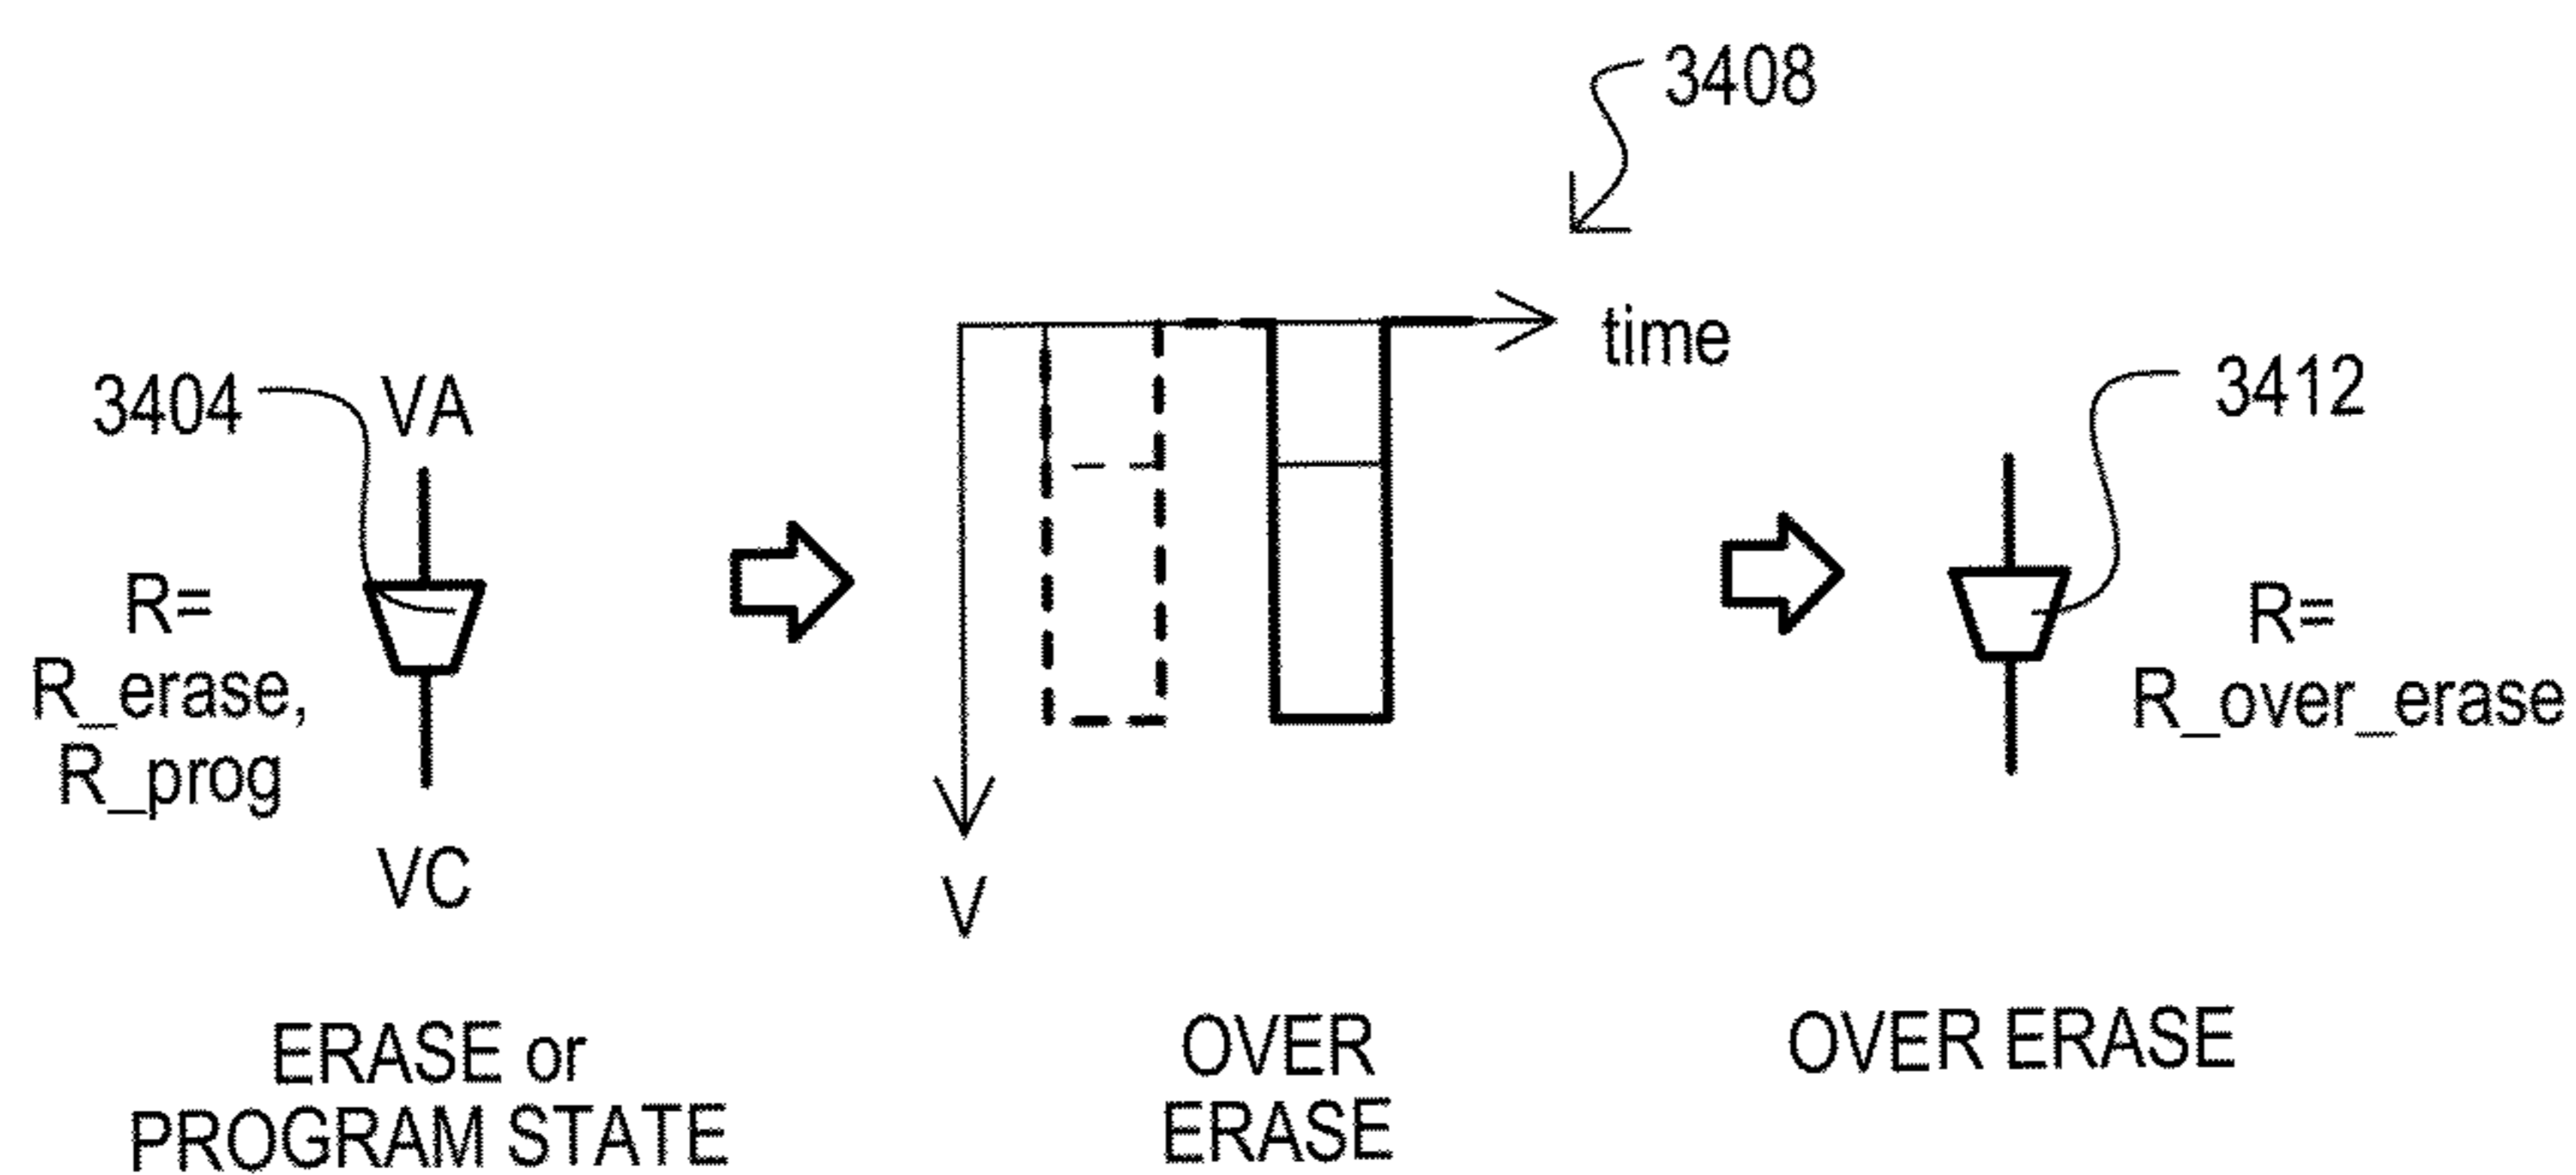 3408
time
3404
VA
3412
R=
R_erase,
R_prog
R=
R_over_erase
VC
V
ERASE or
PROGRAM STATE
OVER
ERASE
OVER ERASE